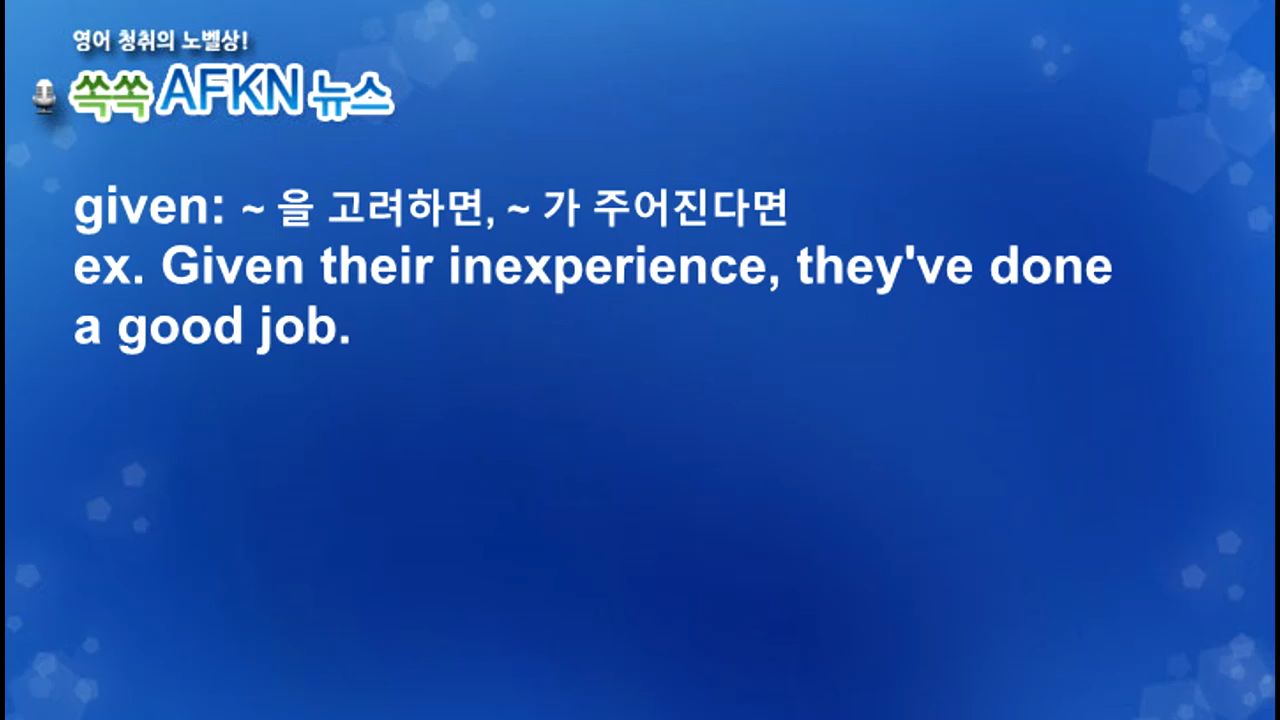 영어 청취의 노벨상!
쏙쏙 AFKN 뉴스
given: ~ 을 고려하면, ~ 가 주어진다면
ex. Given their inexperience, they've done
a good job.